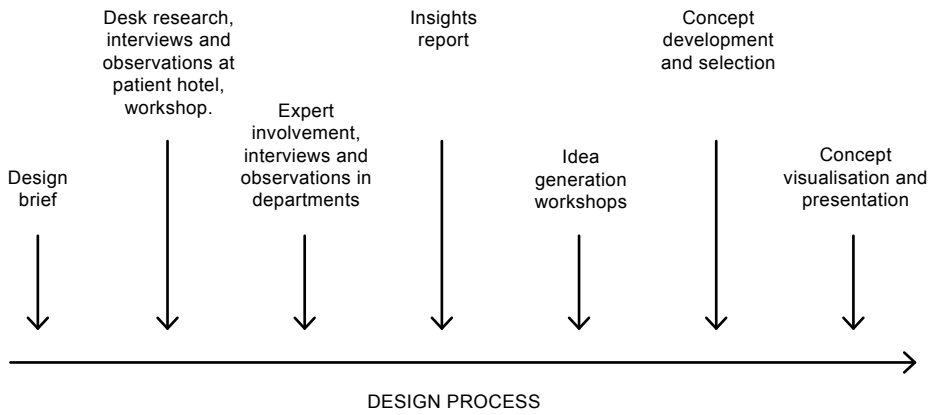 Design
brief
Desk research,
interviews and
observations at
patient hotel,
workshop.
Expert
involvement,
interviews and
observations in
departments
Insights
report
Idea
generation
workshops
Concept
development
and selection
Concept
visualisation and
presentation
DESIGN PROCESS